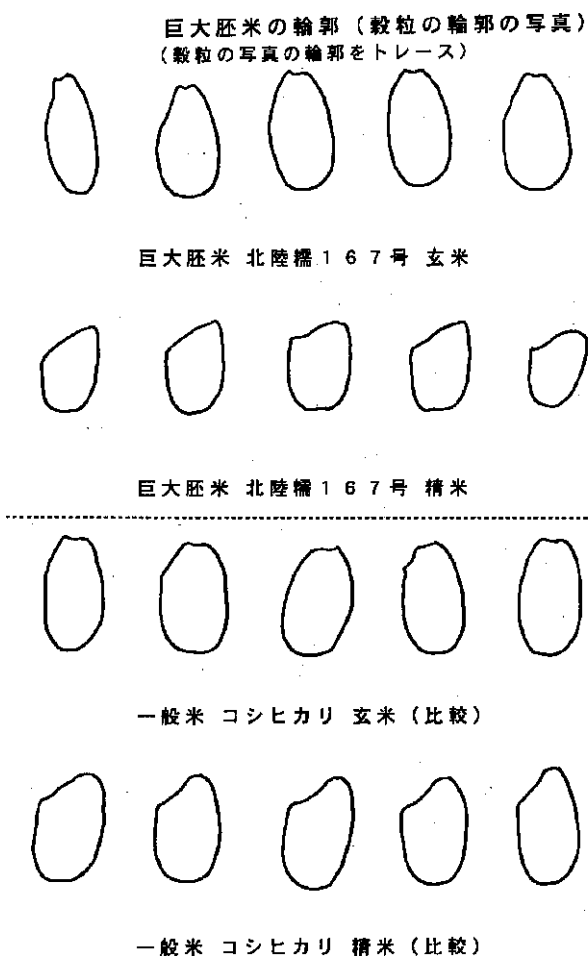 巨大胚米の輪郭（穀粒の輪郭の写真）
（穀粒の写真の輪郭をトレース）
巨大胚米 北陸糯１６７号 玄米
巨大胚米 北陸糯１６７号 精米
一般米 コシヒカリ 玄米（比較）
一般米 コシヒカリ 精米（比較）